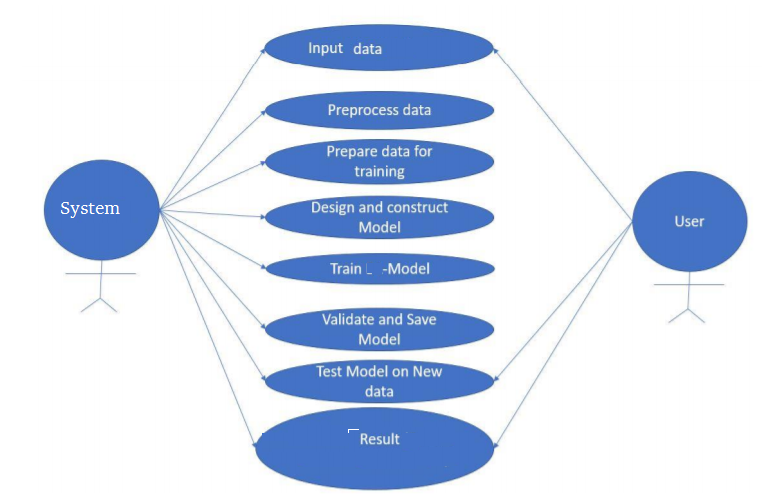 Input data
Preprocess data
Prepare data for
training
System
Design and construct
Model
User
Train -Model
Validate and Save
Model
Test Model on New
data
Result